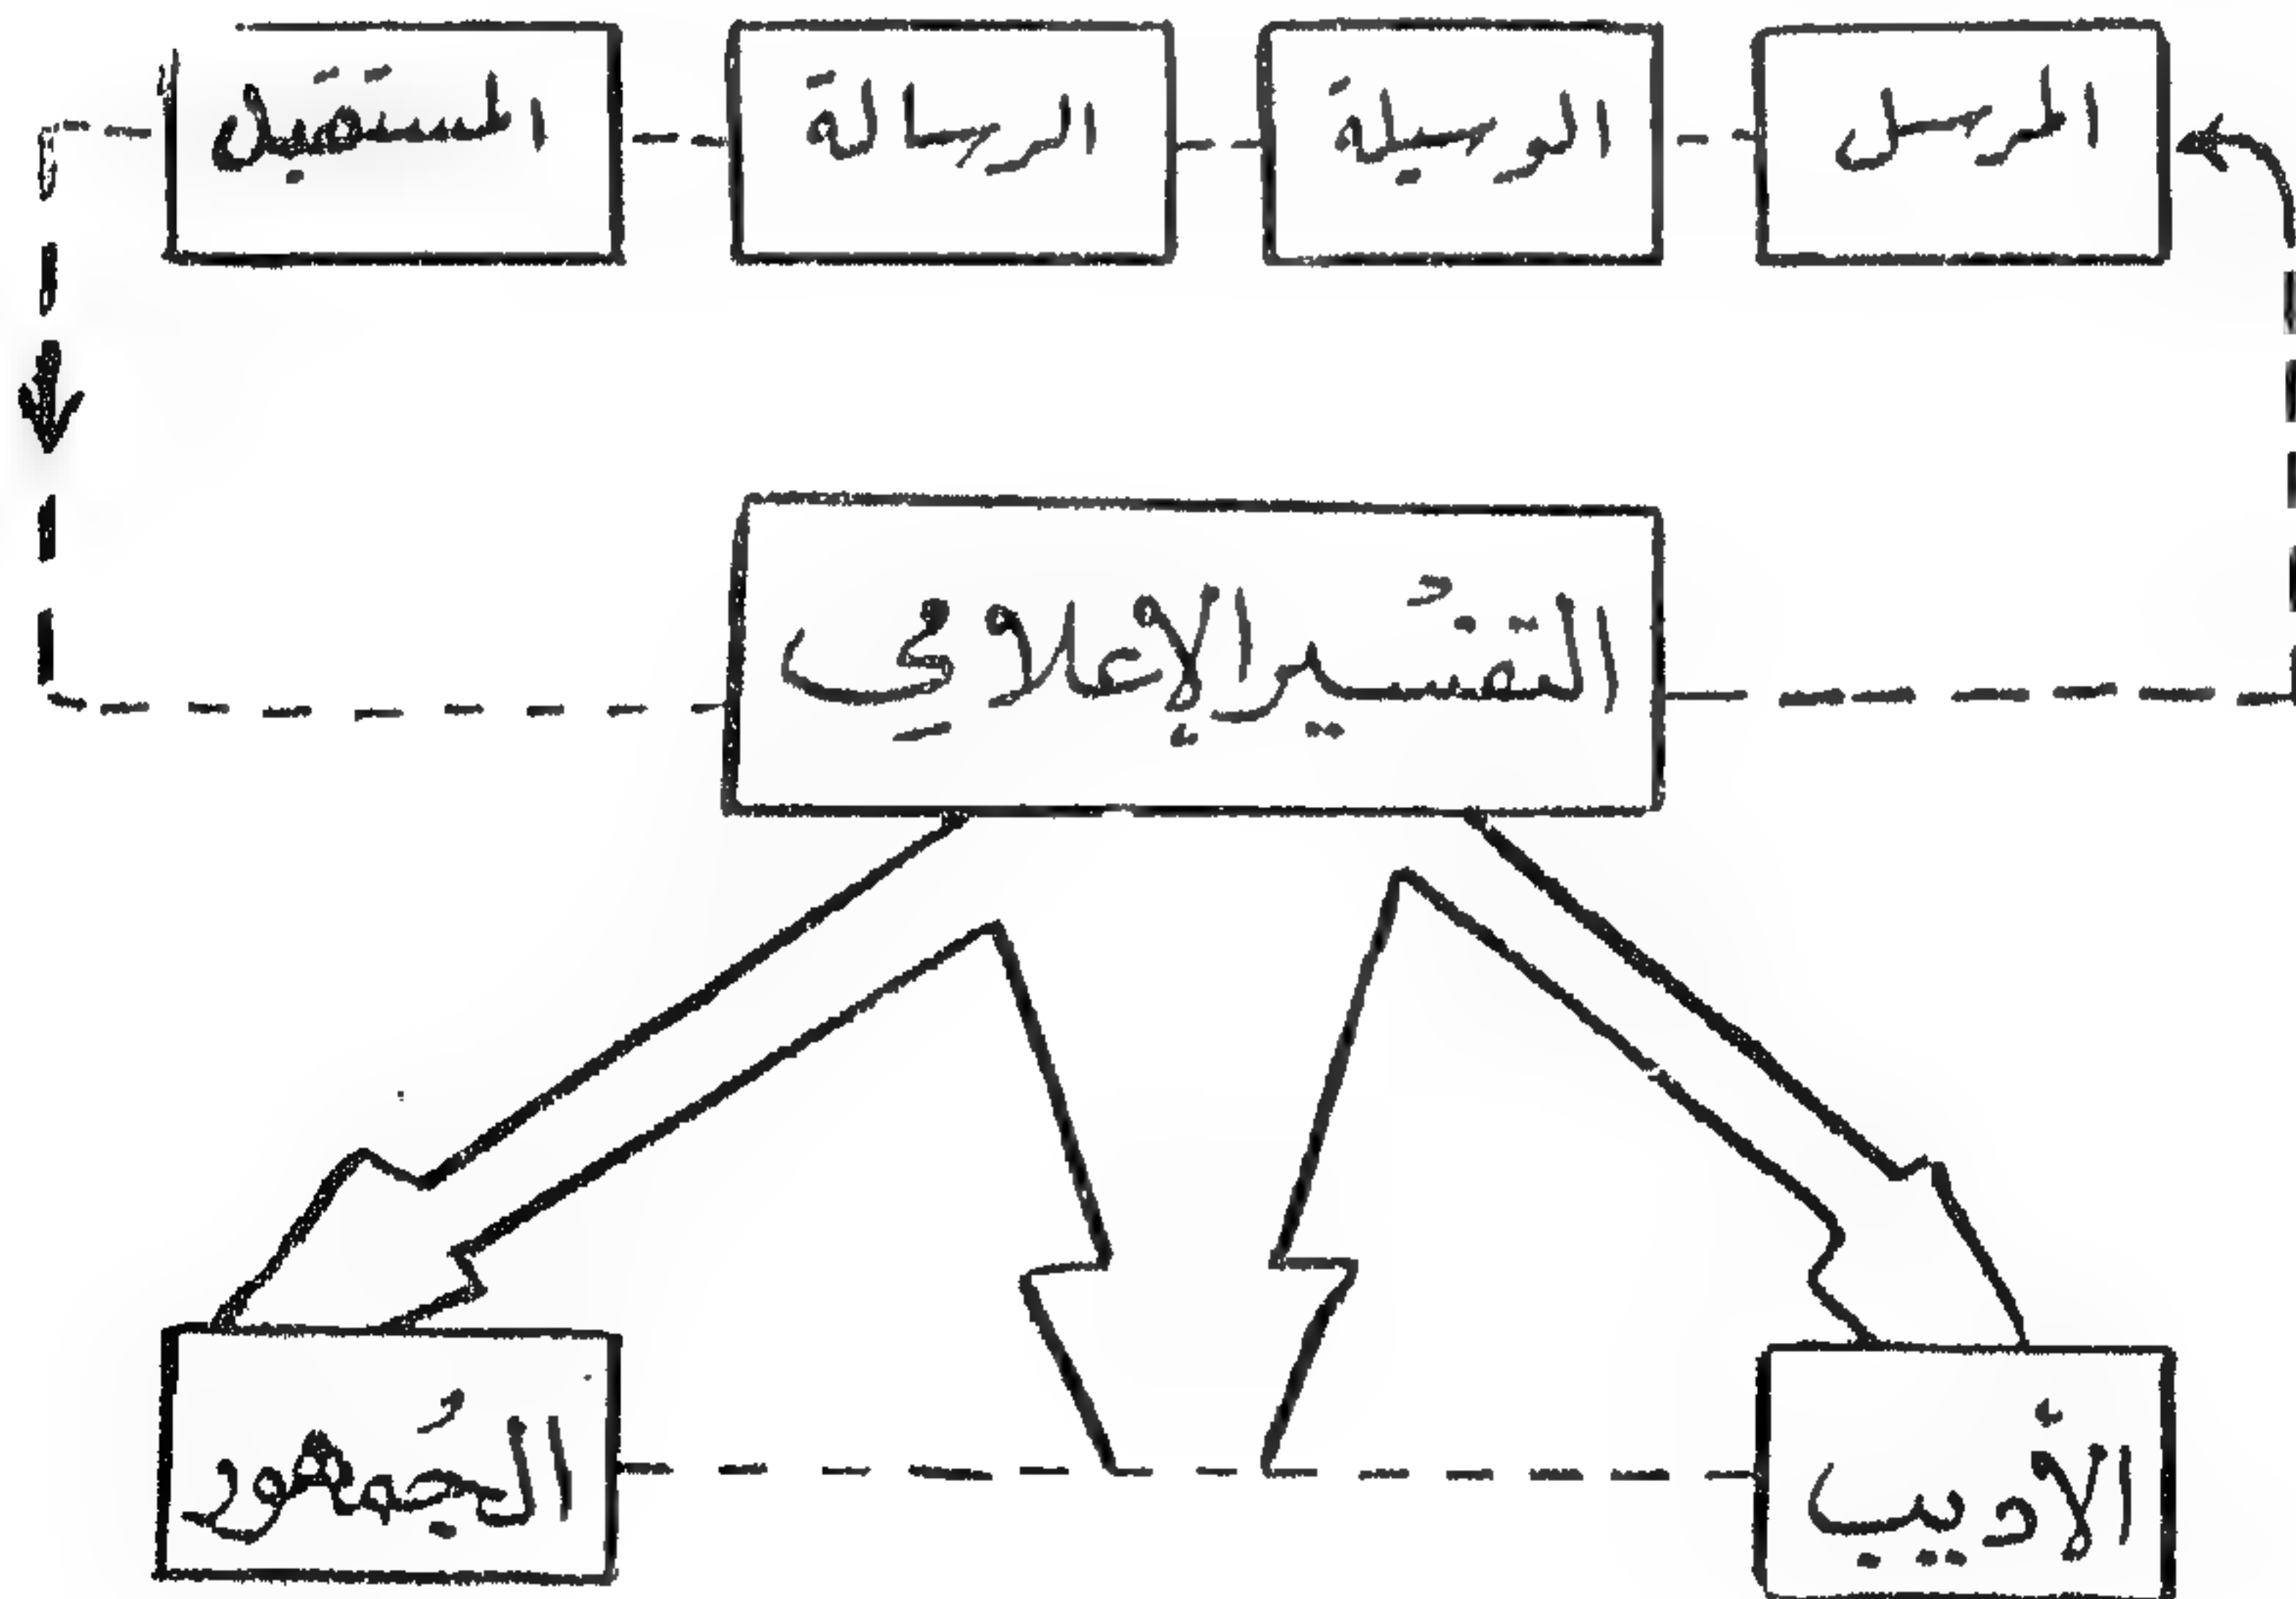 المرسل
الوسيلة
الرسالة
المستقبل
التفسير الإعلامي
الأديب
الجمهور